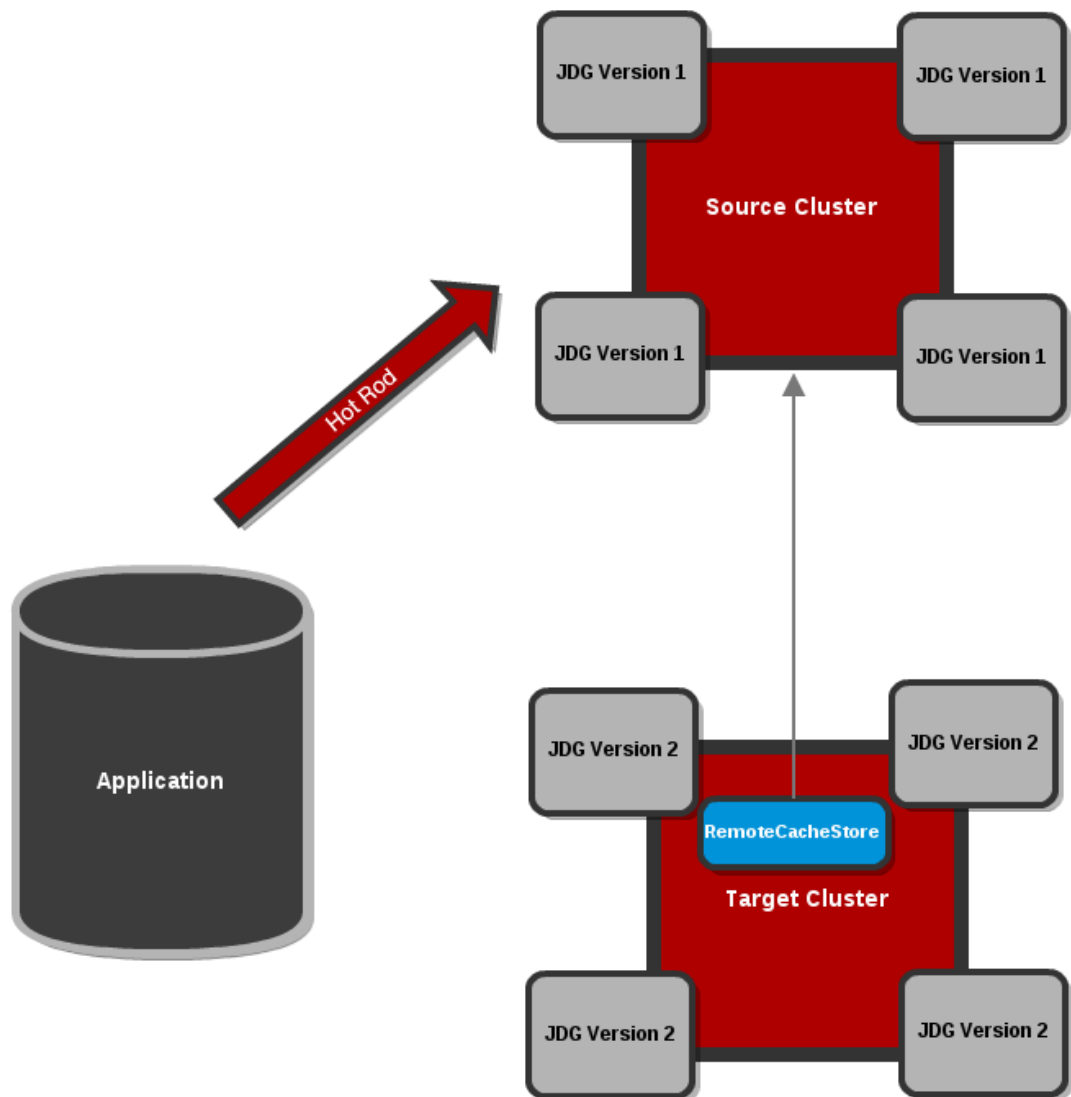 JDG Version 1
JDG Version 1
Source Cluster
JDG Version 1
JDG Version 1
Hot Rod
JDG Version 2
JDG Version 2
Application
RemoteCacheStore
Target Cluster
JDG Version 2
JDG Version 2